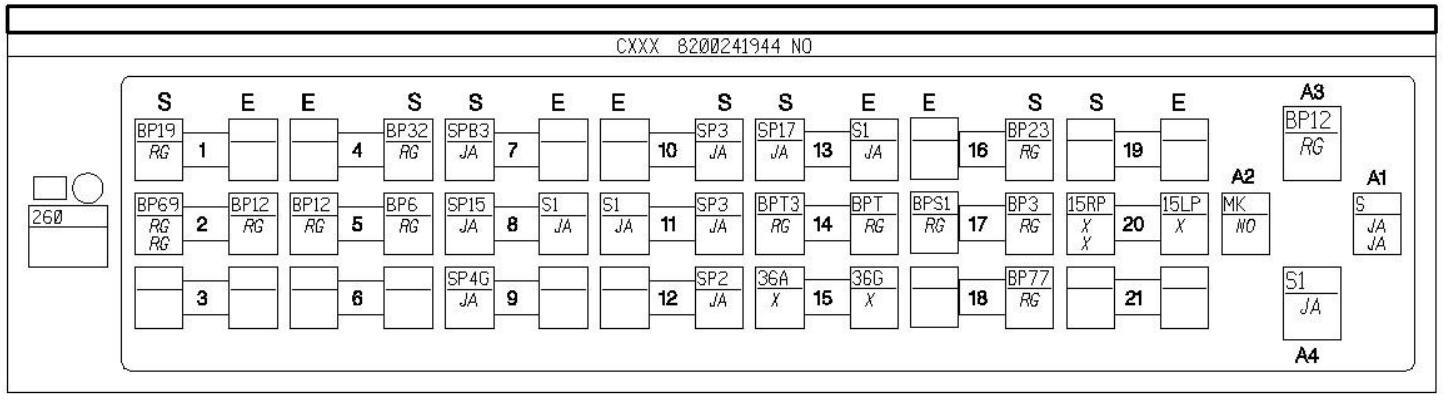 CXXX 8200241944 NO
A3
S E E S S E E S S E E S S E
BP19 BP32 SPB3 SP3 SP17 S1 BP23 BP12
RG 1 4 RG JA 7 10 JA JA 13 JA 16 RG 19 RG
A2 A1
260 BP69 BP12 BP12 BP6 SP15 S1 S1 SP3 BPT3 BPT BPS1 BP3 15RP 15LP MK S
RG 2 RG RG 5 RG JA 8 JA JA 11 JA RG 14 RG RG 17 RG X 20 X NO JA
RG X JA
SP4G SP2 36A 36G BP77 S1
3 6 JA 9 12 JA X 15 X 18 RG 21 JA
A4